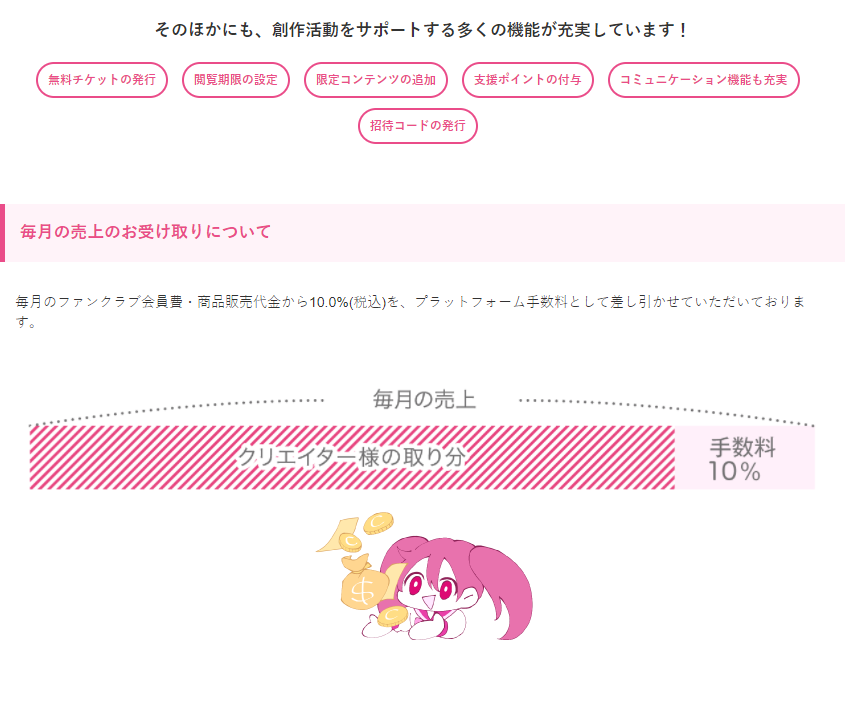 そのほかにも、創作活動をサポートする多くの機能が充実しています！
無料チケットの発行
閲覧期限の設定
限定コンテンツの追加
支援ポイントの付与
コミュニケーション機能も充実
招待コードの発行
毎月の売上のお受け取りについて
毎月のファンクラブ会員費・商品販売代金から10.0%(税込)を、プラットフォーム手数料として差し引かせていただいておりま
す。
毎月の売上
クリエイター様の取り分
手数料
10%
C
C
$
C